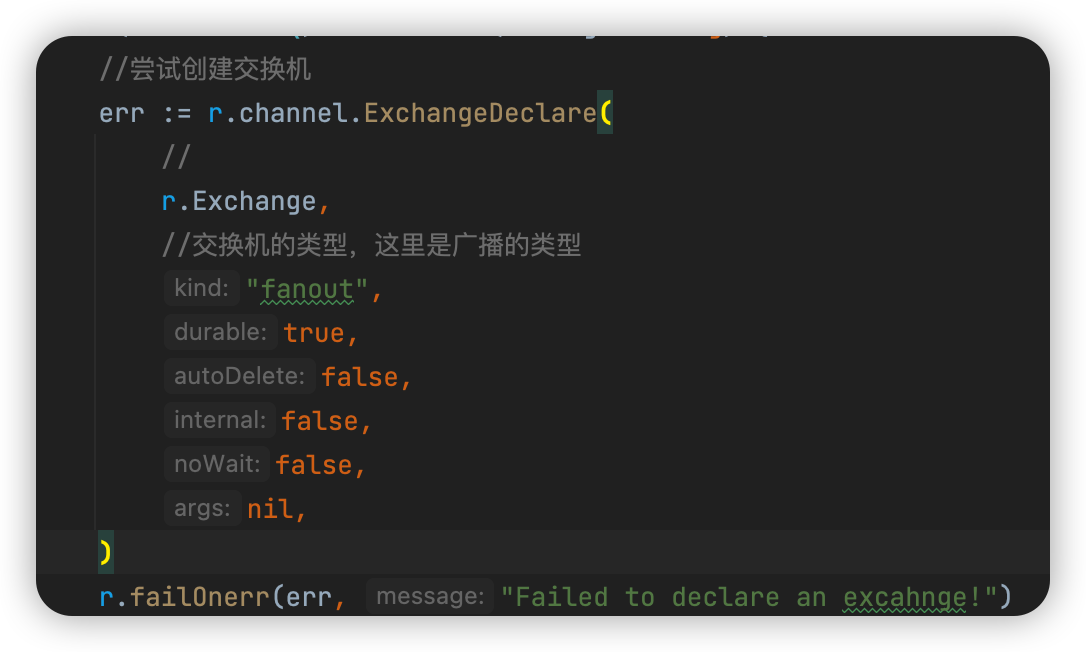 //尝试创建交换机
err := r.channel.ExchangeDeclare(
//
r.Exchange,
//交换机的类型，这里是广播的类型
kind: "fanout",
durable: true,
autoDelete: false,
internal: false,
noWait: false,
args: nil,
)
r.failOnerr(err, message: "Failed to declare an excahnge!")